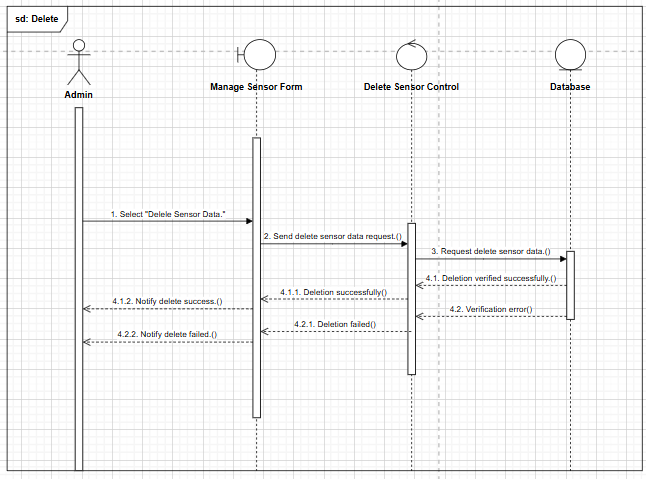 sd: Delete
Admin
Manage Sensor Form
Delete Sensor Control
Database
1. Select "Delele Sensor Data."
2. Send delete sensor data request.()
3. Request delete sensor data.()
4.1. Deletion verified successfully.()
4.1.1. Deletion successfully()
4.1.2. Notify delete success.()
4.2. Verification error()
4.2.1. Deletion failed()
4.2.2. Notify delete failed.()